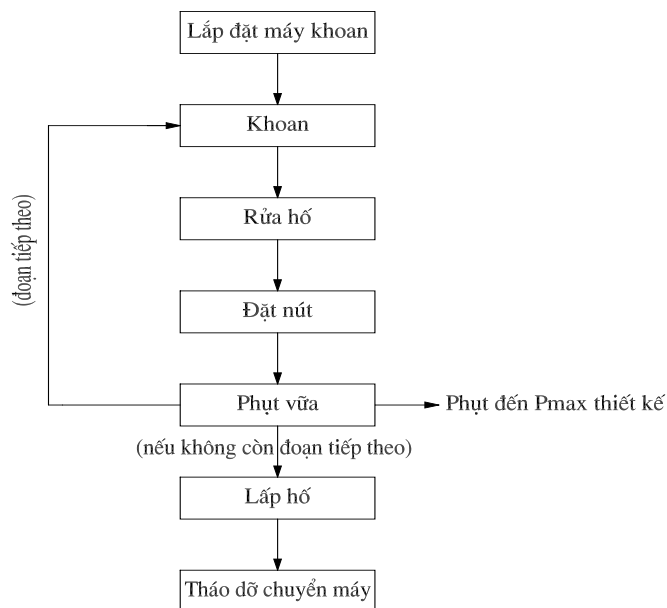 Lắp đặt máy khoan
Khoan
(đoạn tiếp theo)
Rửa hố
Đặt nút
Phụt vữa
Phụt đến Pmax thiết kế
(nếu không còn đoạn tiếp theo)
Lấp hố
Tháo dỡ chuyển máy